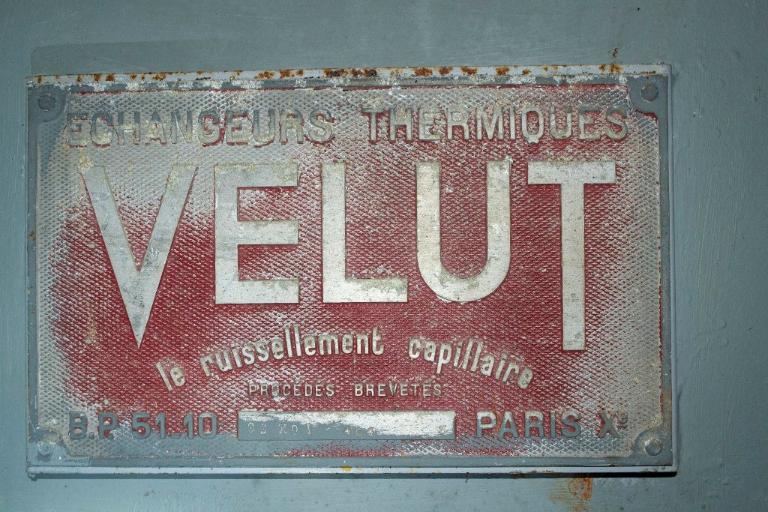 ECHANGEURS THERMIQUES
VELUT
le ruissellement capillaire
PROCEDES BREVETES
B.P. 51-10 PARIS Xe